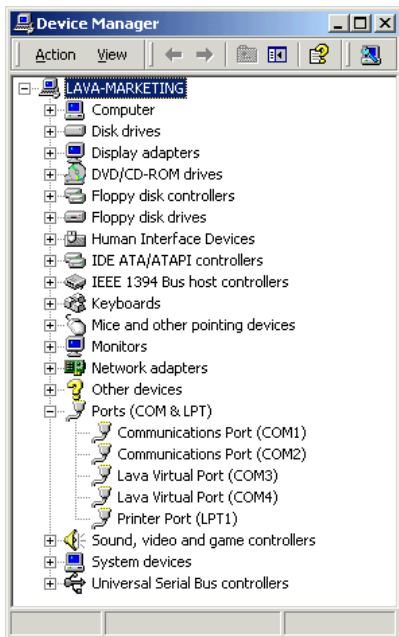 Device Manager
Action View
LAVA-MARKETING
Computer
Disk drives
Display adapters
DVD/CD-ROM drives
Floppy disk controllers
Floppy disk drives
Human Interface Devices
IDE ATA/ATAPI controllers
IEEE 1394 Bus host controllers
Keyboards
Mice and other pointing devices
Monitors
Network adapters
Other devices
Ports (COM & LPT)
Communications Port (COM1)
Communications Port (COM2)
Lava Virtual Port (COM3)
Lava Virtual Port (COM4)
Printer Port (LPT1)
Sound, video and game controllers
System devices
Universal Serial Bus controllers